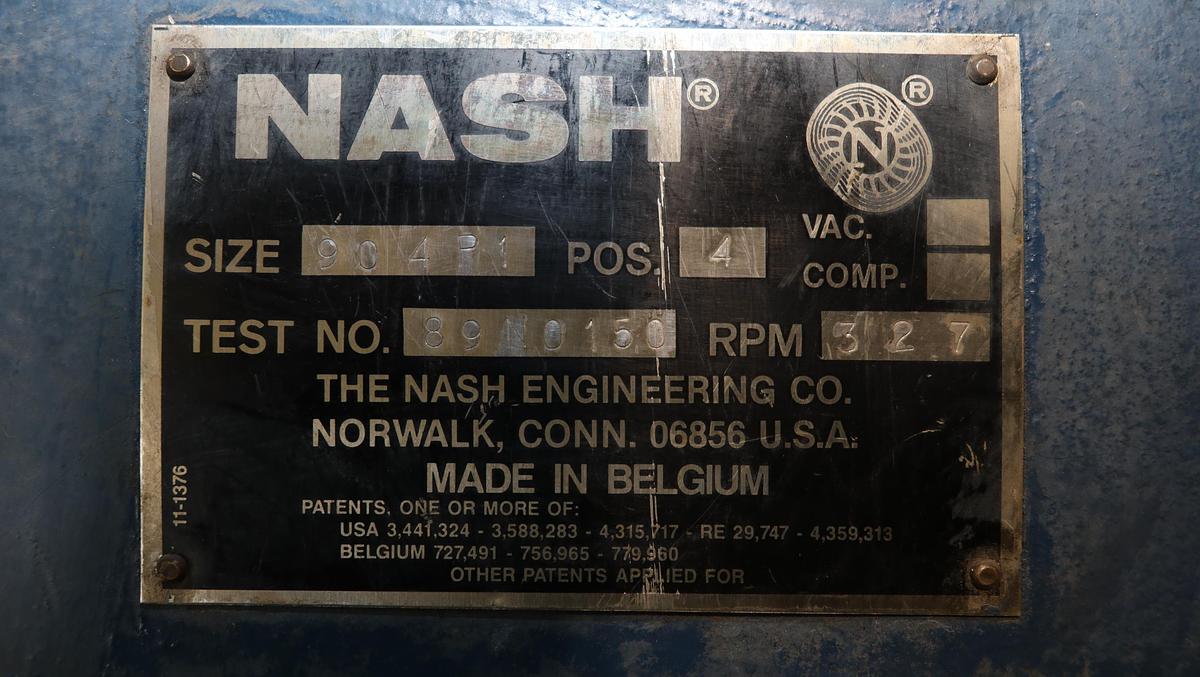 NASH®
N ®
SIZE 904 P1 POS. 4 VAC.
COMP.
TEST NO. RPM 327
THE NASH ENGINEERING CO.
NORWALK, CONN. 06856 U.S.A.
MADE IN BELGIUM
PATENTS, ONE OR MORE OF:
USA 3,441,324 - 3,588,283 - 4,315,717 - RE 29,747 - 4,359,313
BELGIUM 727,491 - 756,965 - 779,960
OTHER PATENTS APPLIED FOR
11-1376